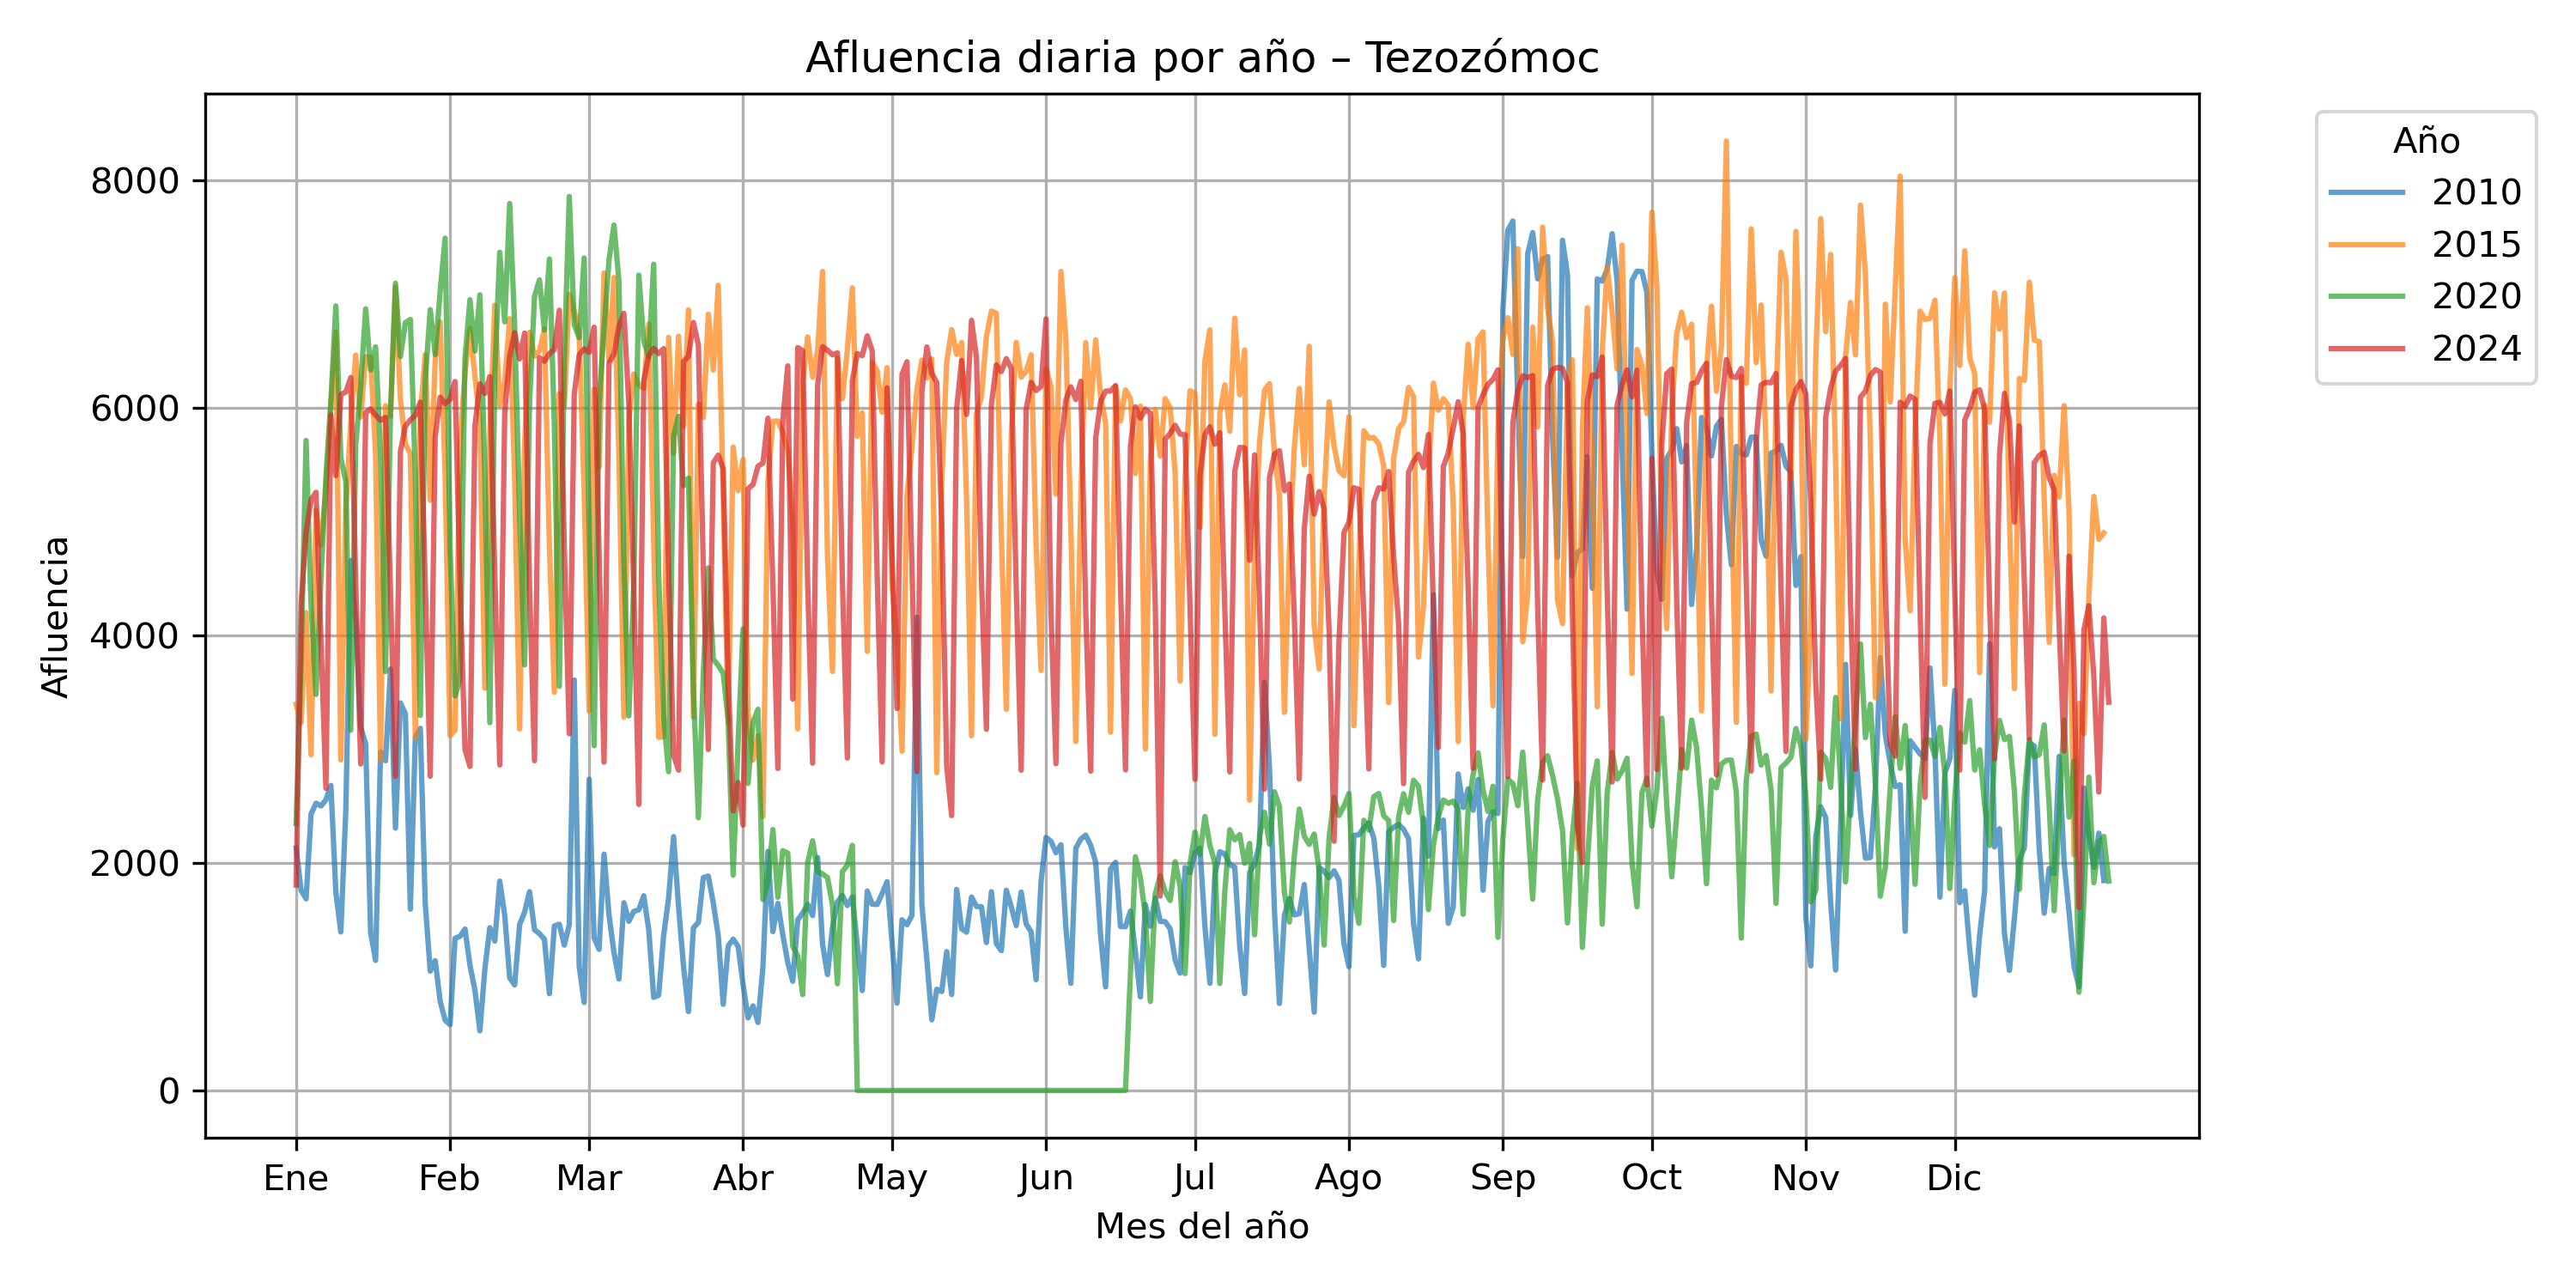 Afluencia diaria por año – Tezozómoc
Afluencia
8000
6000
4000
2000
0
Ene Feb Mar Abr May Jun Jul Ago Sep Oct Nov Dic
Mes del año
Año
2010
2015
2020
2024